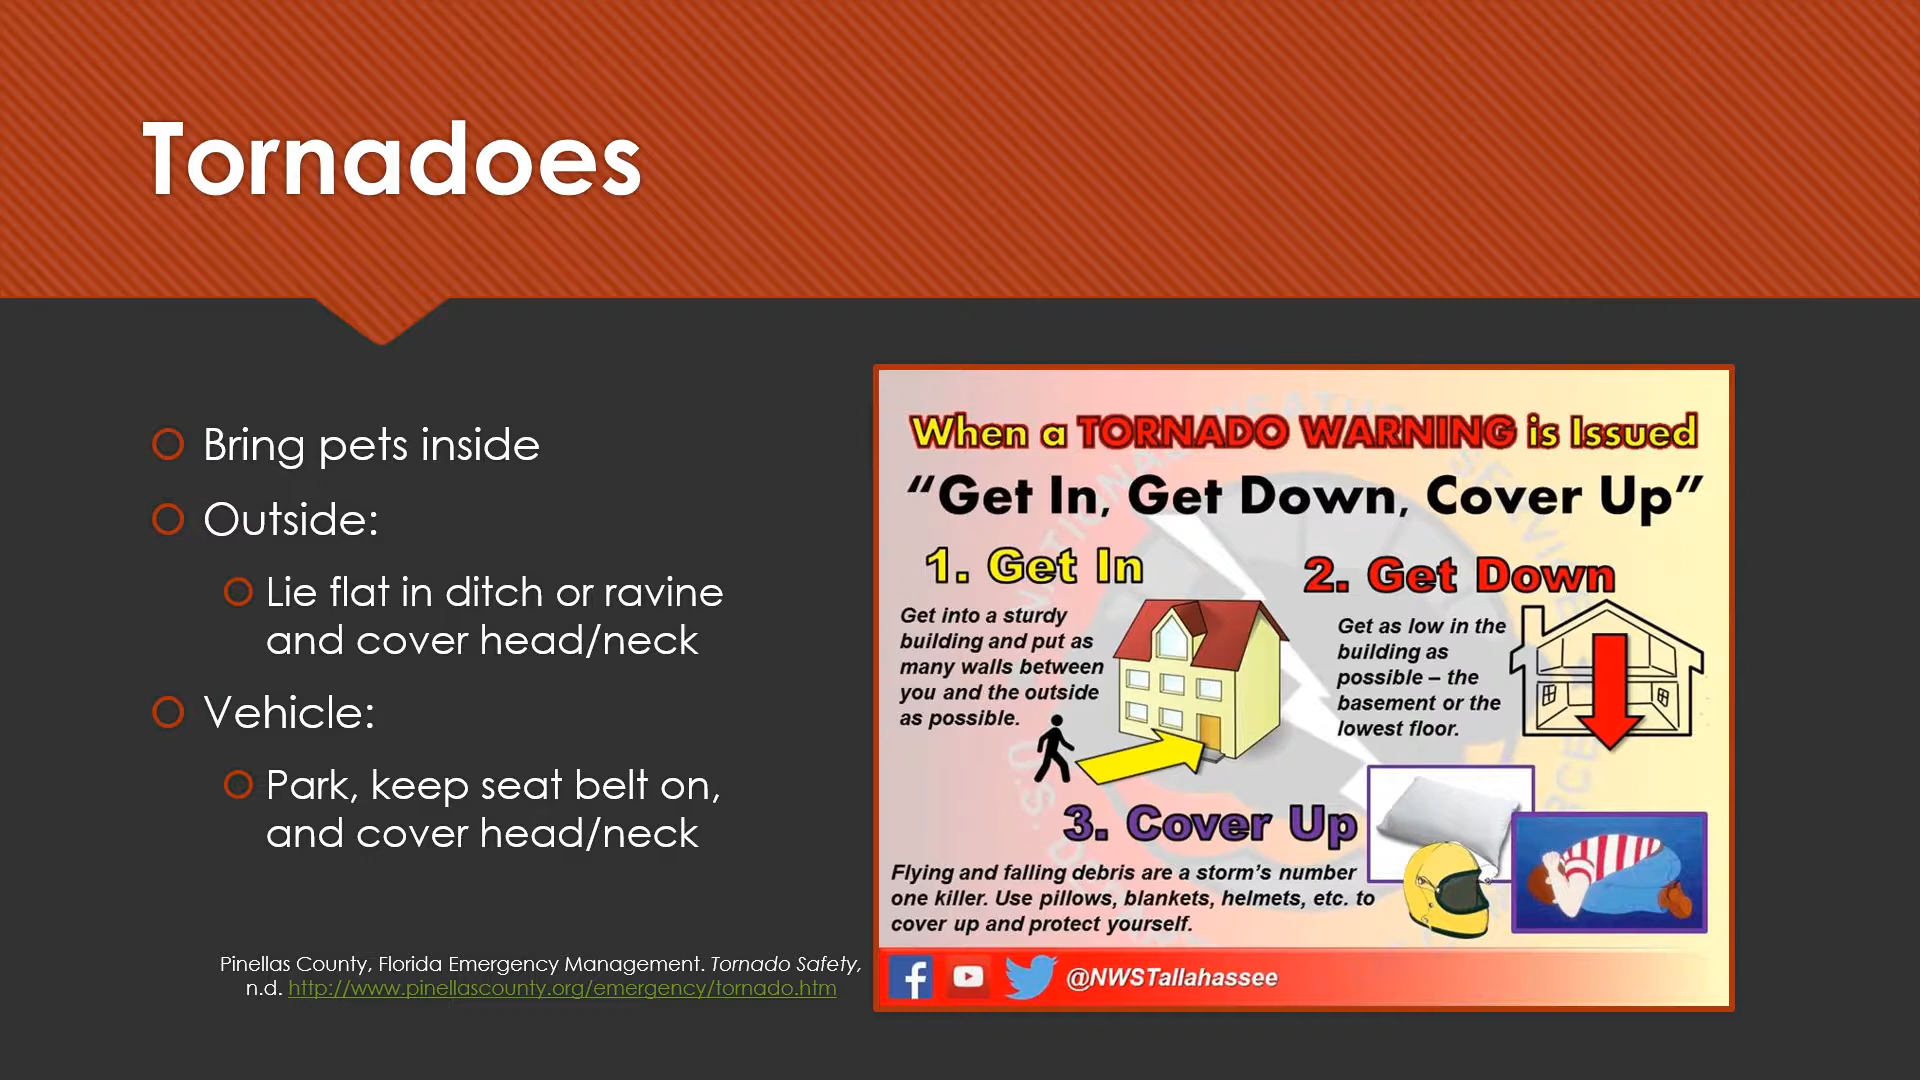 Tornadoes
Bring pets inside
Outside:
Lie flat in ditch or ravine
and cover head/neck
Vehicle:
Park, keep seat belt on,
and cover head/neck
Pinellas County, Florida Emergency Management. Tornado Safety,
n.d. http://www.pinellascounty.org/emergency/tornado.htm
When a TORNADO WARNING is Issued
“Get In, Get Down, Cover Up”
1. Get In
Get into a sturdy
building and put as
many walls between
you and the outside
as possible.
2. Get Down
Get as low in the
building as
possible – the
basement or the
lowest floor.
3. Cover Up
Flying and falling debris are a storm’s number
one killer. Use pillows, blankets, helmets, etc. to
cover up and protect yourself.
@NWSTallahassee